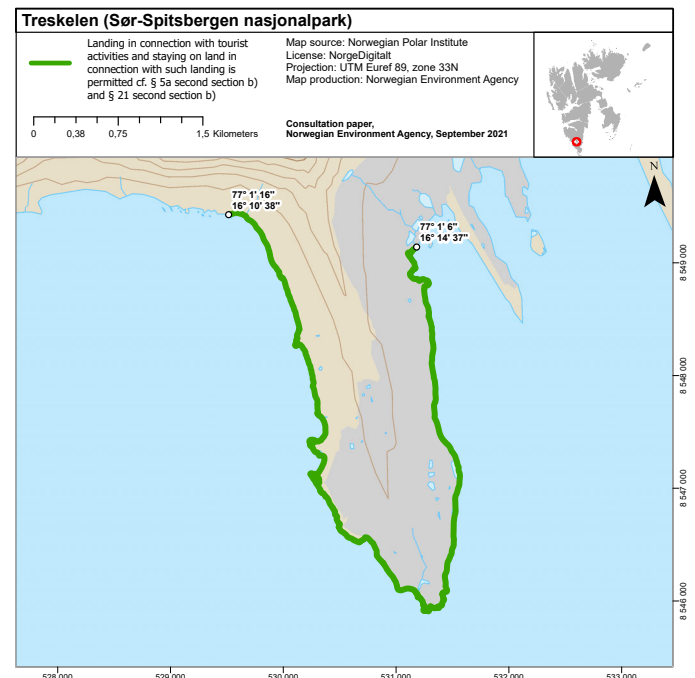 Treskelen (Sør-Spitsbergen nasjonalpark)
Landing in connection with tourist
activities and staying on land in
connection with such landing is
permitted cf. § 5a second section b)
and § 21 second section b)
0 0,38 0,75 1,5 Kilometers
Map source: Norwegian Polar Institute
License: NorgeDigitalt
Projection: UTM Euref 89, zone 33N
Map production: Norwegian Environment Agency
Consultation paper,
Norwegian Environment Agency, September 2021
N
77° 1' 16"
16° 10' 38"
77° 1' 6"
16° 14' 37"
8 549 000
8 548 000
8 547 000
8 546 000
528 000 529 000 530 000 531 000 532 000 533 000